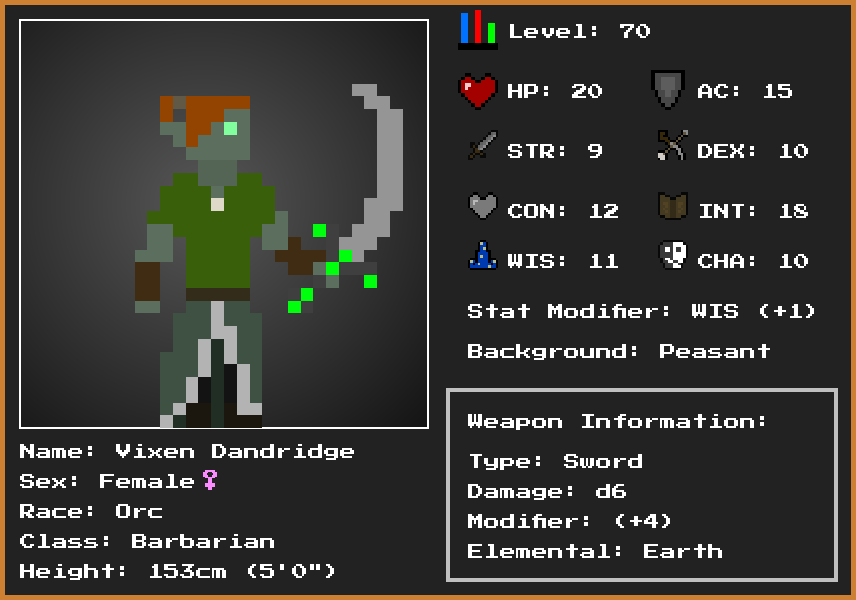 Level: 70
HP: 20
AC: 15
STR: 9
DEX: 10
CON: 12
INT: 18
WIS: 11
CHA: 10
Stat Modifier: WIS (+1)
Background: Peasant
Weapon Information:
Type: Sword
Damage: d6
Modifier: (+4)
Elemental: Earth
Name: Vixen Dandridge
Sex: Female♀
Race: Orc
Class: Barbarian
Height: 153cm (5'0")